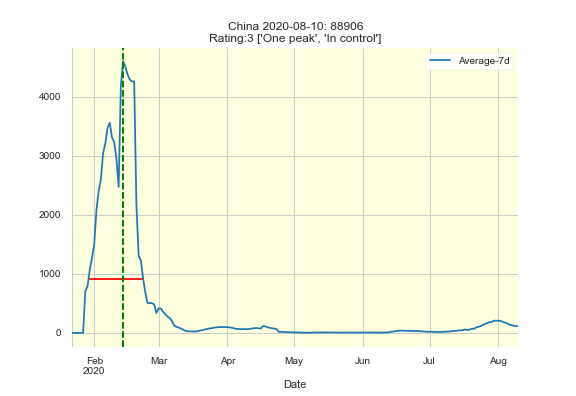 China 2020-08-10: 88906
Rating:3 ['One peak', 'In control']
Average-7d
4000
3000
2000
1000
0
Feb Mar Apr May Jun Jul Aug
2020
Date